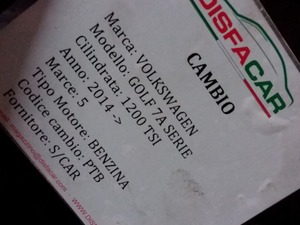 DISFACAR
CAMBIO
Marca: VOLKSWAGEN
Modello: GOLF 7A SERIE
Cilindrata: 1200 TSI
Anno: 2014 ->
Marce: 5
Tipo Motore: BENZINA
Codice cambio: PTB
Fornitore: S/CAR